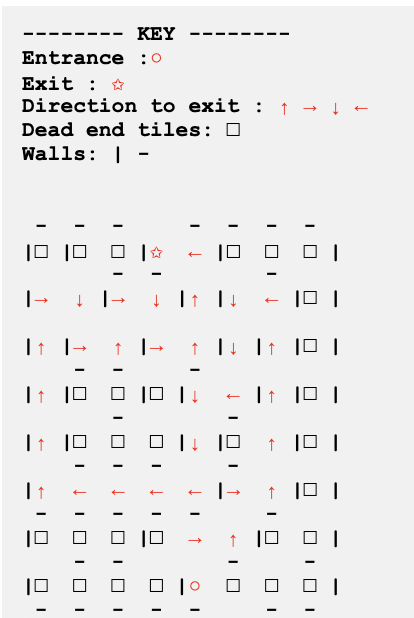 -------- KEY --------
Entrance :○
Exit : ☆
Direction to exit : ↑ → ↓ ←
Dead end tiles: □
Walls: | -
 -  -  -     -  -  -  -
|□ |□  □ |☆  ← |□  □  □ |
       -  -        -
|→  ↓ |→  ↓ |↑ |↓  ← |□ |
|↑ |→  ↑ |→  ↑ |↓ |↑ |□ |
    -  -     -
|↑ |□  □ |□ |↓  ← |↑ |□ |
       -        -
|↑ |□  □  □ |↓ |□  ↑ |□ |
    -  -  -     -
|↑  ←  ←  ←  ← |→  ↑ |□ |
 -  -  -  -  -     -
|□  □  □ |□  →  ↑ |□  □ |
    -  -        -  -
|□  □  □  □ |○  □  □  □ |
 -  -  -  -  -     -  -